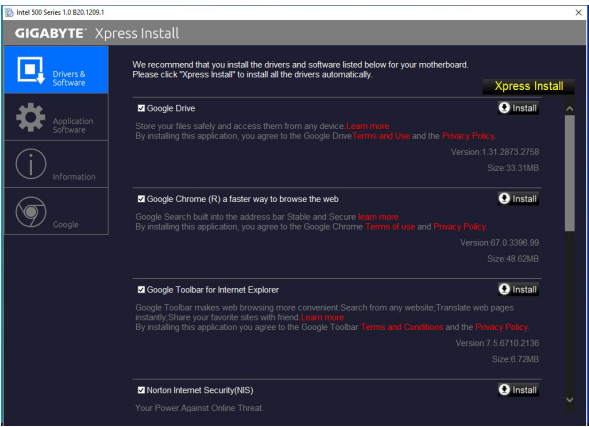 Intel 500 Series 1.0 B20.1209.1
GIGABYTE™ Xpress Install
Drivers &
Software
Application
Software
Information
Google
We recommend that you install the drivers and software listed below for your motherboard.
Please click "Xpress Install" to install all the drivers automatically.
Xpress Install
Google Drive
Install
Store your files safely and access them from any device.Learn more
By installing this application, you agree to the Google DriveTerms and Use and the Privacy Policy.
Version:1.31.2873.2758
Size:33.31MB
Google Chrome (R) a faster way to browse the web
Install
Google Search built into the address bar Stable and Secure learn more
By installing this application, you agree to the Google Chrome Terms of use and Privacy Policy.
Version:67.0.3396.99
Size:48.62MB
Google Toolbar for Internet Explorer
Install
Google Toolbar makes web browsing more convenient.Search from any website,Translate web pages
instantly,Share your favorite sites with friend.Learn more
By installing this application you agree to the Google Toolbar Terms and Conditions and the Privacy Policy.
Version:7.5.6710.2136
Size:6.72MB
Norton Internet Security(NIS)
Install
Your Power Against Online Threat.